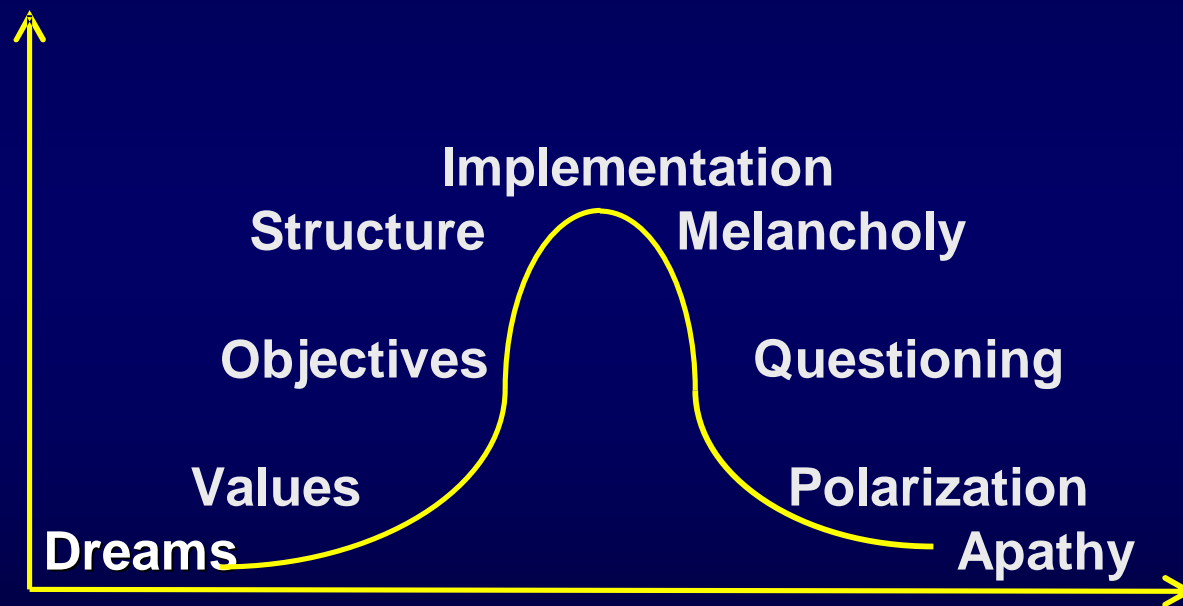 Implementation
Structure Melancholy
Objectives Questioning
Values Polarization
Dreams Apathy